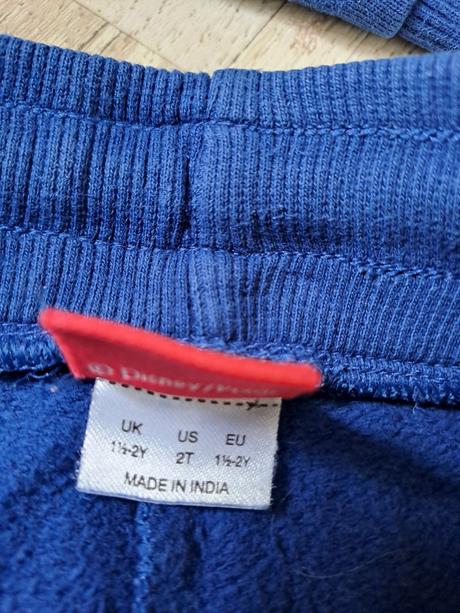 © Disney/Pixar
UK US EU
1½-2Y 2T 1½-2Y
MADE IN INDIA